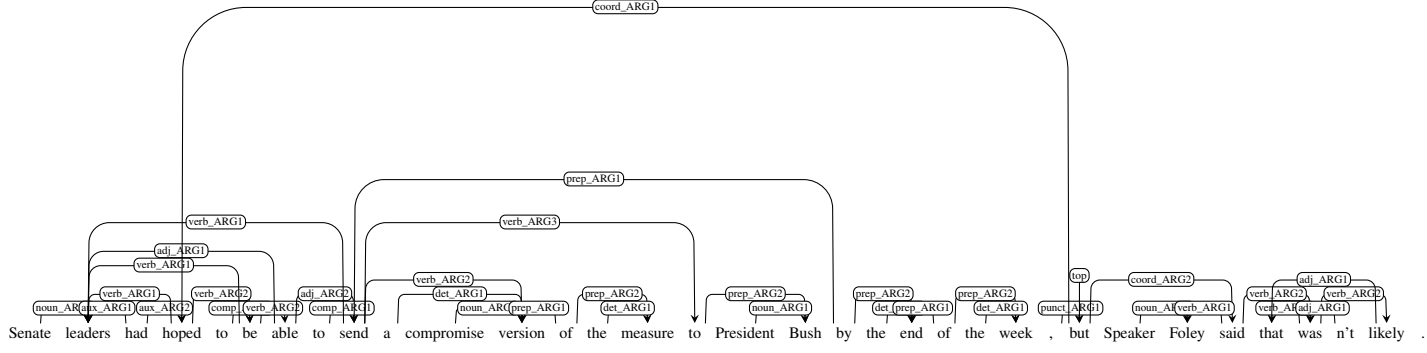 coord_ARG1
prep_ARG1
verb_ARG1 verb_ARG3
adj_ARG1
verb_ARG1 top
verb_ARG2 coord_ARG2 adj_ARG1
verb_ARG1 verb_ARG2 adj_ARG2 det_ARG1 prep_ARG2 prep_ARG2 prep_ARG2 prep_ARG2 verb_ARG2 verb_ARG2
aux_ARG1 aux_ARG2 verb_ARG2 comp_ARG1 prep_ARG1 det_ARG1 noun_ARG1 prep_ARG1 det_ARG1 punct_ARG1 verb_ARG1 adj_ARG1
Senate leaders had hoped to be able to send a compromise version of the measure to President Bush by the end of the week , but Speaker Foley said that was n't likely .